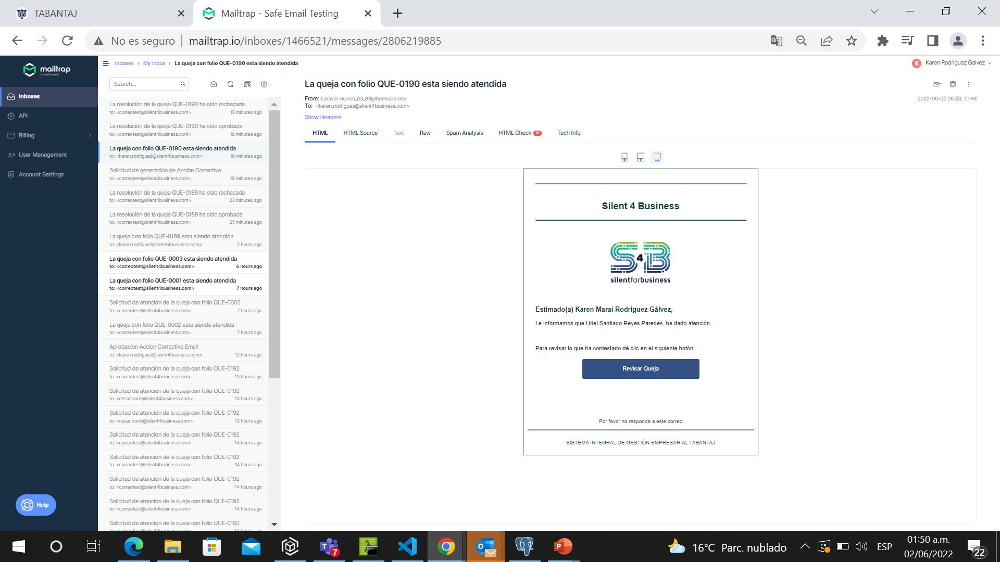 TABANTAJ
Mailtrap - Safe Email Testing
No es seguro
mailtrap.io/inboxes/1466521/messages/2806219885
mailtrap
by railsware
Inboxes
API
Billing
User Management
Account Settings
Help
Inboxes › My Inbox › La queja con folio QUE-0190 esta siendo atendida
K Karen Rodriguez Galvez
Search...
La resolución de la queja QUE-0190 ha sido rechazada
to: <correotest@silent4business.com> 15 minutes ago
La resolución de la queja QUE-0190 ha sido aprobada
to: <correotest@silent4business.com> 18 minutes ago
La queja con folio QUE-0190 esta siendo atendida
to: <karen.rodriguez@silent4business.com> 18 minutes ago
Solicitud de generación de Acción Correctiva
to: <correotest@silent4business.com> 18 minutes ago
La resolución de la queja QUE-0189 ha sido rechazada
to: <correotest@silent4business.com> 23 minutes ago
La resolución de la queja QUE-0189 ha sido aprobada
to: <correotest@silent4business.com> 25 minutes ago
La queja con folio QUE-0189 esta siendo atendida
to: <karen.rodriguez@silent4business.com> 2 hours ago
La queja con folio QUE-0003 esta siendo atendida
to: <correotest@silent4business.com> 6 hours ago
La queja con folio QUE-0001 esta siendo atendida
to: <correotest@silent4business.com> 7 hours ago
Solicitud de atención de la queja con folio QUE-0002
to: <correotest@silent4business.com> 7 hours ago
La queja con folio QUE-0002 esta siendo atendida
to: <correotest@silent4business.com> 7 hours ago
Aprobacion Accion Correctiva Email
to: <karen.rodriguez@silent4business.com> 12 hours ago
Solicitud de atención de la queja con folio QUE-0192
to: <correotest@silent4business.com> 13 hours ago
Solicitud de atención de la queja con folio QUE-0192
to: <cesar.borre@silent4business.com> 13 hours ago
Solicitud de atención de la queja con folio QUE-0192
to: <cesar.borre@silent4business.com> 13 hours ago
Solicitud de atención de la queja con folio QUE-0192
to: <correotest@silent4business.com> 14 hours ago
Solicitud de atención de la queja con folio QUE-0192
to: <correotest@silent4business.com> 14 hours ago
Solicitud de atención de la queja con folio QUE-0192
to: <correotest@silent4business.com> 14 hours ago
Solicitud de atención de la queja con folio QUE-0192
to: <correotest@silent4business.com> 14 hours ago
Solicitud de atención de la queja con folio QUE-0192
La queja con folio QUE-0190 esta siendo atendida
From: Laravel <karen_03_93@hotmail.com>
2022-06-02 06:33, 7.1 KB
To: <karen.rodriguez@silent4business.com>
Show Headers
HTML HTML Source Text Raw Spam Analysis HTML Check 11 Tech Info
Silent 4 Business
S4B
silentforbusiness
Estimado(a) Karen Maraí Rodriguez Gálvez,
Le informamos que Uriel Santiago Reyes Paredes, ha dado atención.
Para revisar lo que ha contestado dé clic en el siguiente botón:
Revisar Queja
Por favor no responda a este correo
SISTEMA INTEGRAL DE GESTIÓN EMPRESARIAL TABANTAJ
7
16°C Parc. nublado
ESP
01:50 a.m.
02/06/2022
22